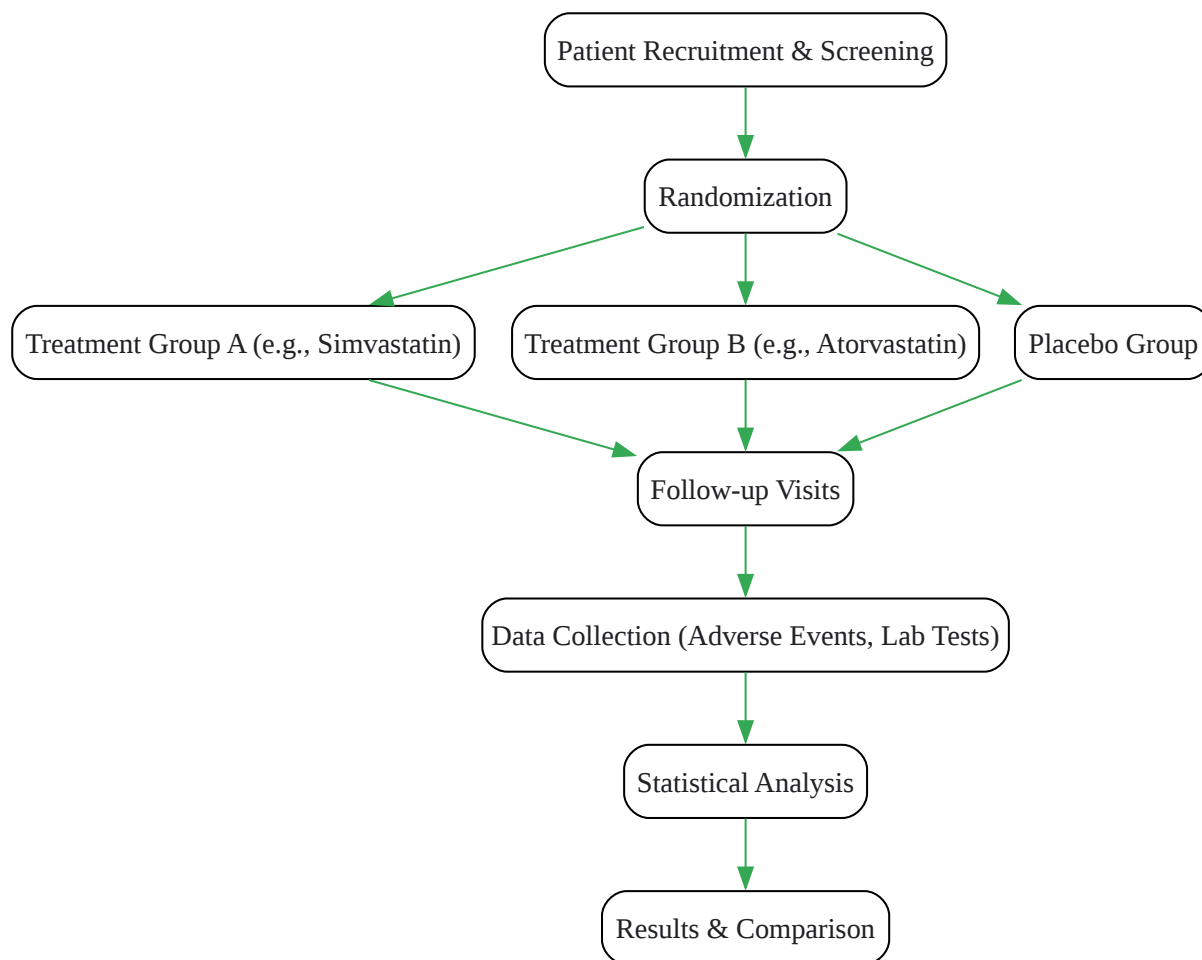 Patient Recruitment & Screening
Randomization
Treatment Group A (e.g., Simvastatin)
Treatment Group B (e.g., Atorvastatin)
Placebo Group
Follow-up Visits
Data Collection (Adverse Events, Lab Tests)
Statistical Analysis
Results & Comparison